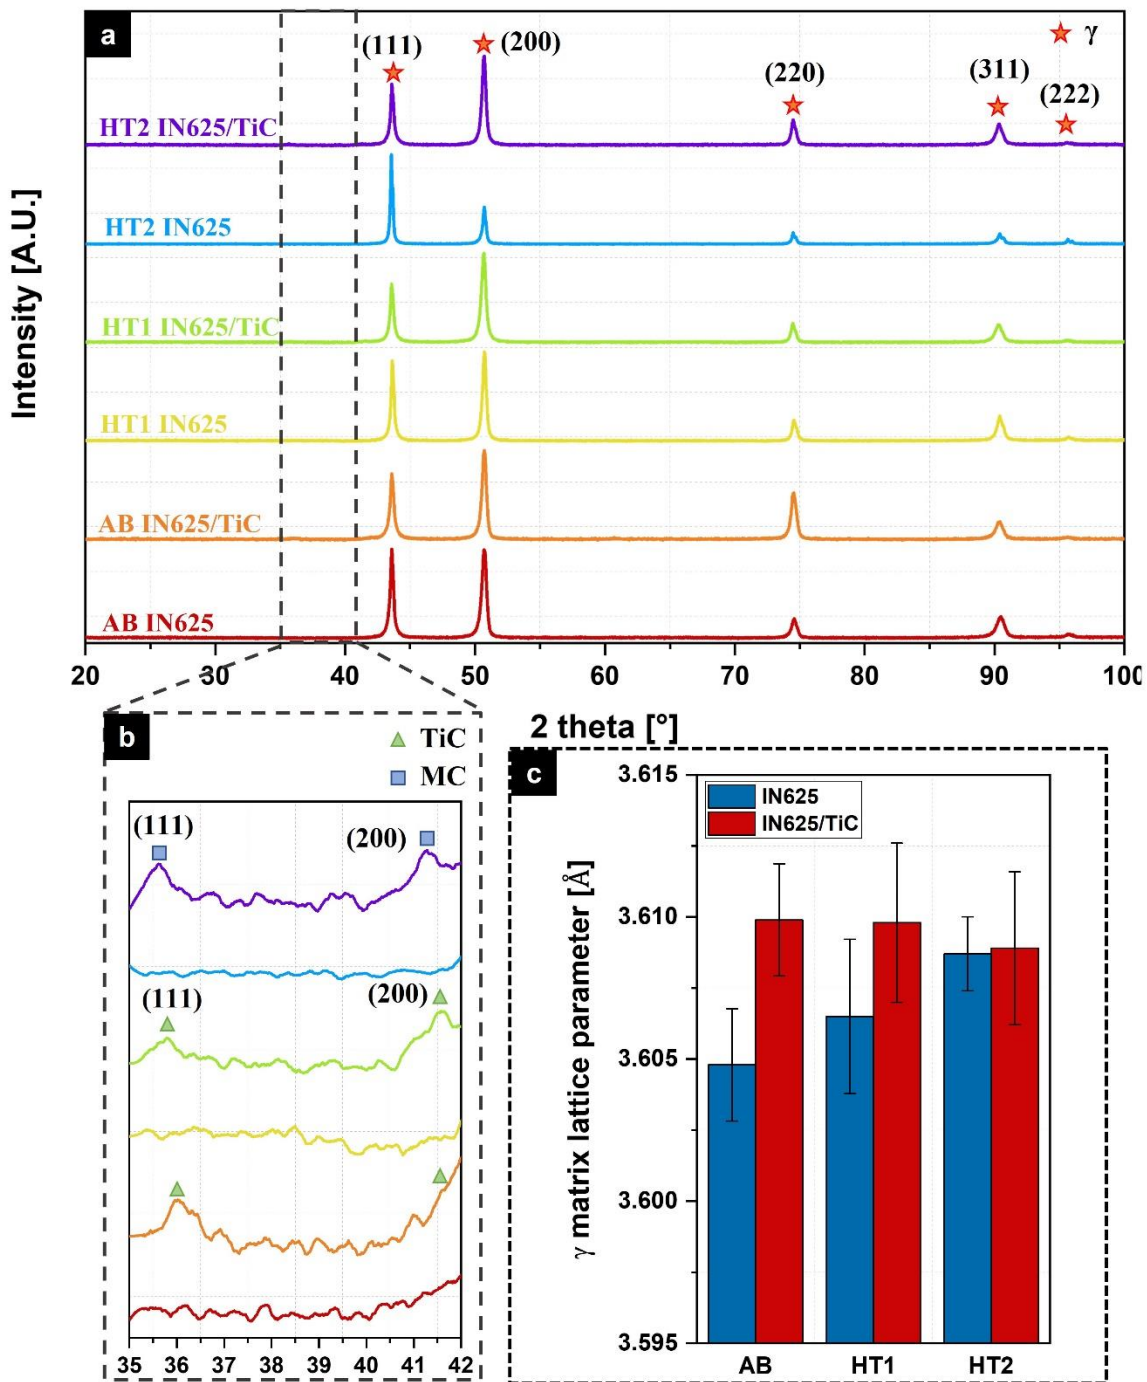 a
(111)
(200)
(220)
(311)
(222)
γ
HT2 IN625/TiC
HT2 IN625
HT1 IN625/TiC
HT1 IN625
AB IN625/TiC
AB IN625
Intensity [A.U.]
20 30 40 50 60 70 80 90 100
2 theta [°]
b
TiC
MC
(111)
(200)
(111)
(200)
35 36 37 38 39 40 41 42
c
IN625
IN625/TiC
γ matrix lattice parameter [Å]
3.615
3.610
3.605
3.600
3.595
AB HT1 HT2